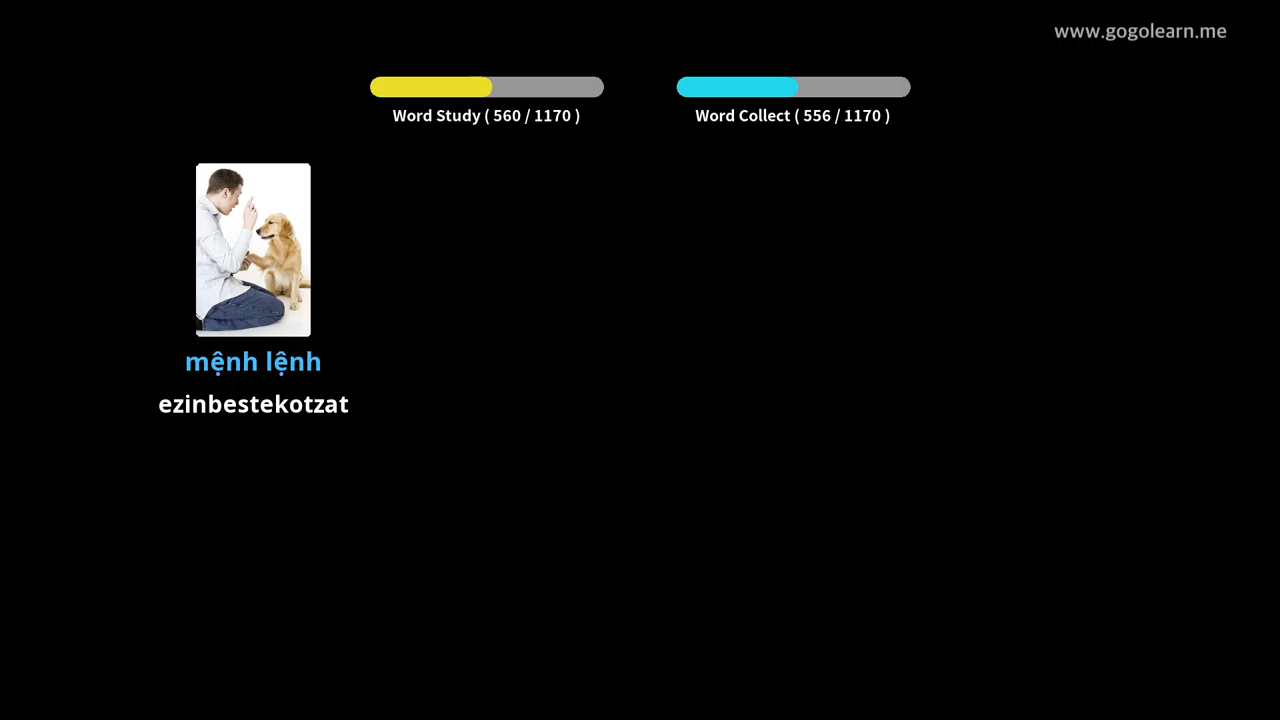 www.gogolearn.me
Word Study ( 560 / 1170 )
Word Collect ( 556 / 1170 )
mệnh lệnh
ezinbestekotzat